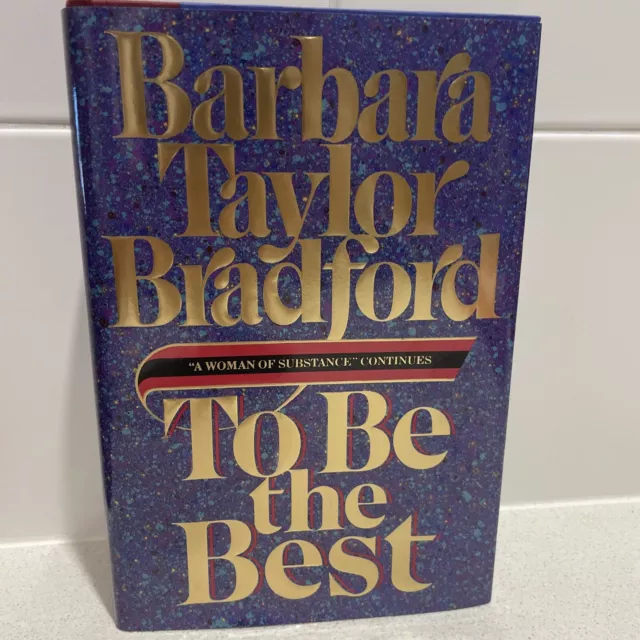 Barbara
Taylor
Bradford
"A WOMAN OF SUBSTANCE" CONTINUES
To Be
the
Best